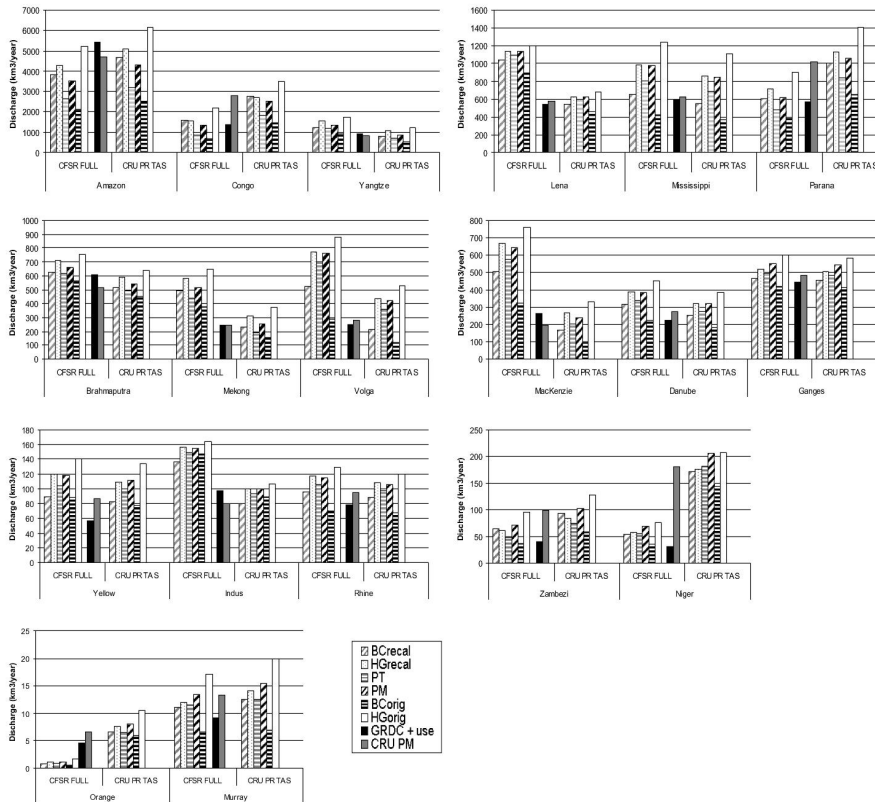 Discharge (km3/year)
7000
6000
5000
4000
3000
2000
1000
0
CFSR FULL CRU PR TAS CFSR FULL CRU PR TAS CFSR FULL CRU PR TAS
Amazon Congo Yangtze
Discharge (km3/year)
1600
1400
1200
1000
800
600
400
200
0
CFSR FULL CRU PR TAS CFSR FULL CRU PR TAS CFSR FULL CRU PR TAS
Lena Mississippi Parana
Discharge (km3/year)
1000
900
800
700
600
500
400
300
200
100
0
CFSR FULL CRU PR TAS CFSR FULL CRU PR TAS CFSR FULL CRU PR TAS
Brahmaputra Mekong Volga
Discharge (km3/year)
800
700
600
500
400
300
200
100
0
CFSR FULL CRU PR TAS CFSR FULL CRU PR TAS CFSR FULL CRU PR TAS
MacKenzie Danube Ganges
Discharge (km3/year)
180
160
140
120
100
80
60
40
20
0
CFSR FULL CRU PR TAS CFSR FULL CRU PR TAS CFSR FULL CRU PR TAS
Yellow Indus Rhine
Discharge (km3/year)
250
200
150
100
50
0
CFSR FULL CRU PR TAS CFSR FULL CRU PR TAS
Zambezi Niger
Discharge (km3/year)
25
20
15
10
5
0
CFSR FULL CRU PR TAS CFSR FULL CRU PR TAS
Orange Murray
BCrecal
HGrecal
PT
PM
BCorig
HGorig
GRDC + use
CRU PM